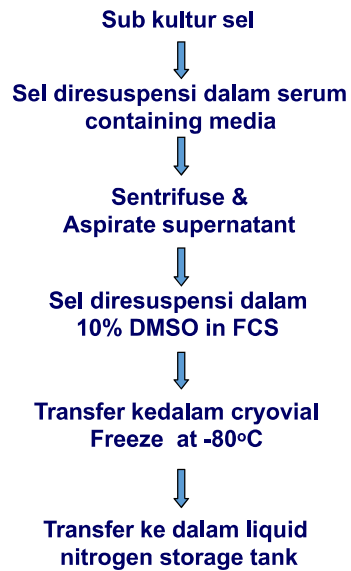 Sub kultur sel
Sel diresuspensi dalam serum
containing media
Sentrifuse &
Aspirate supernatant
Sel diresuspensi dalam
10% DMSO in FCS
Transfer kedalam cryovial
Freeze at -80ºC
Transfer ke dalam liquid
nitrogen storage tank